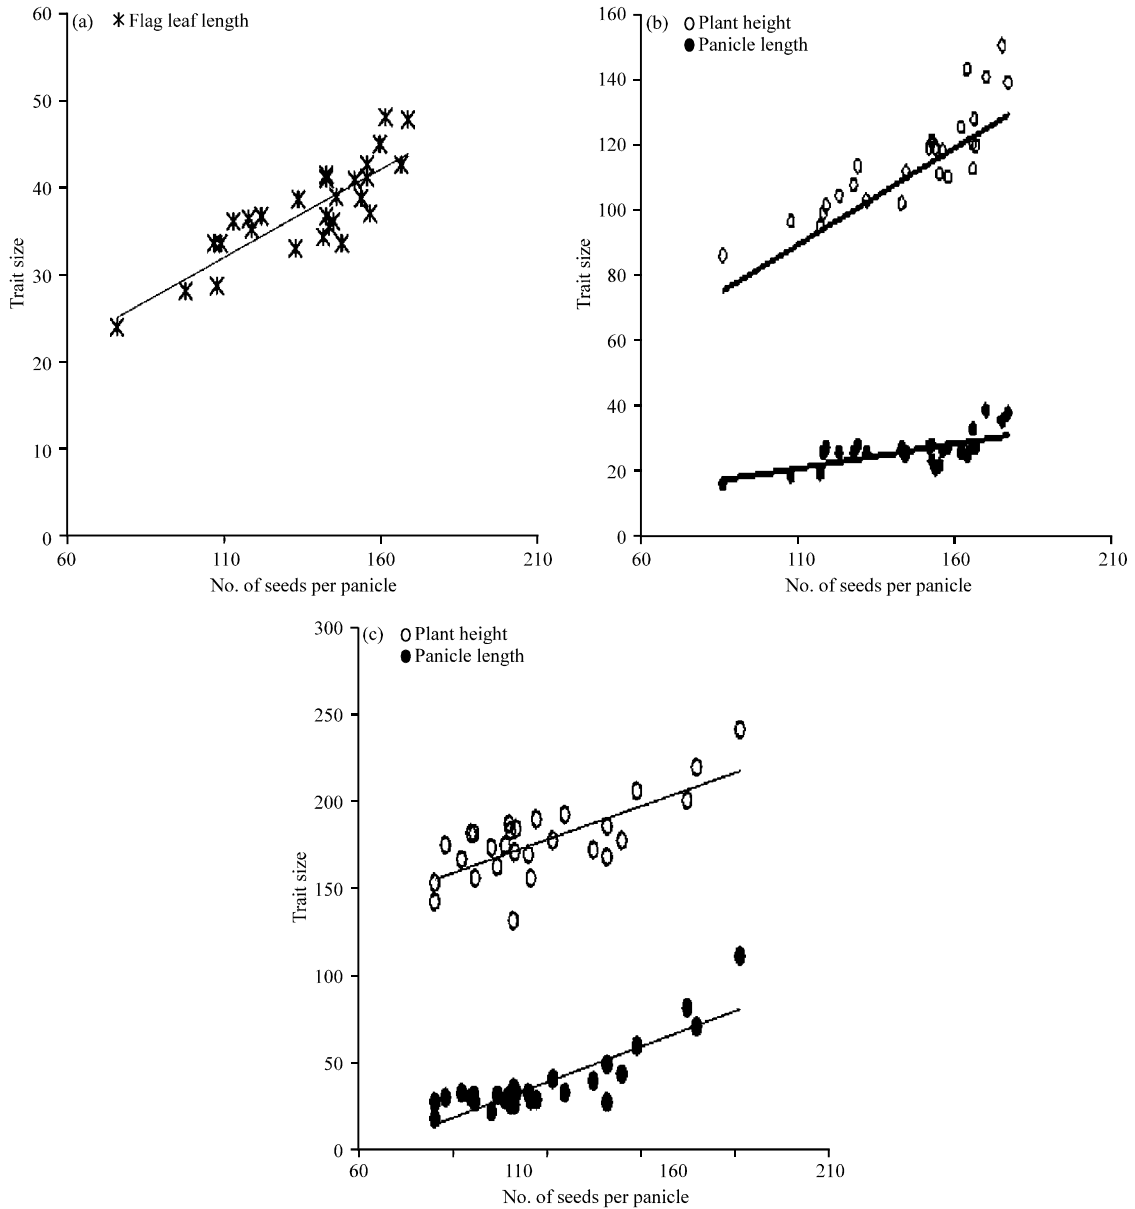 (a) Flag leaf length
60
50
40
30
20
10
0
Trait size
60 110 160 210
No. of seeds per panicle
(b) Plant height
Panicle length
160
140
120
100
80
60
40
20
0
Trait size
60 110 160 210
No. of seeds per panicle
(c) Plant height
Panicle length
300
250
200
150
100
50
0
Trait size
60 110 160 210
No. of seeds per panicle